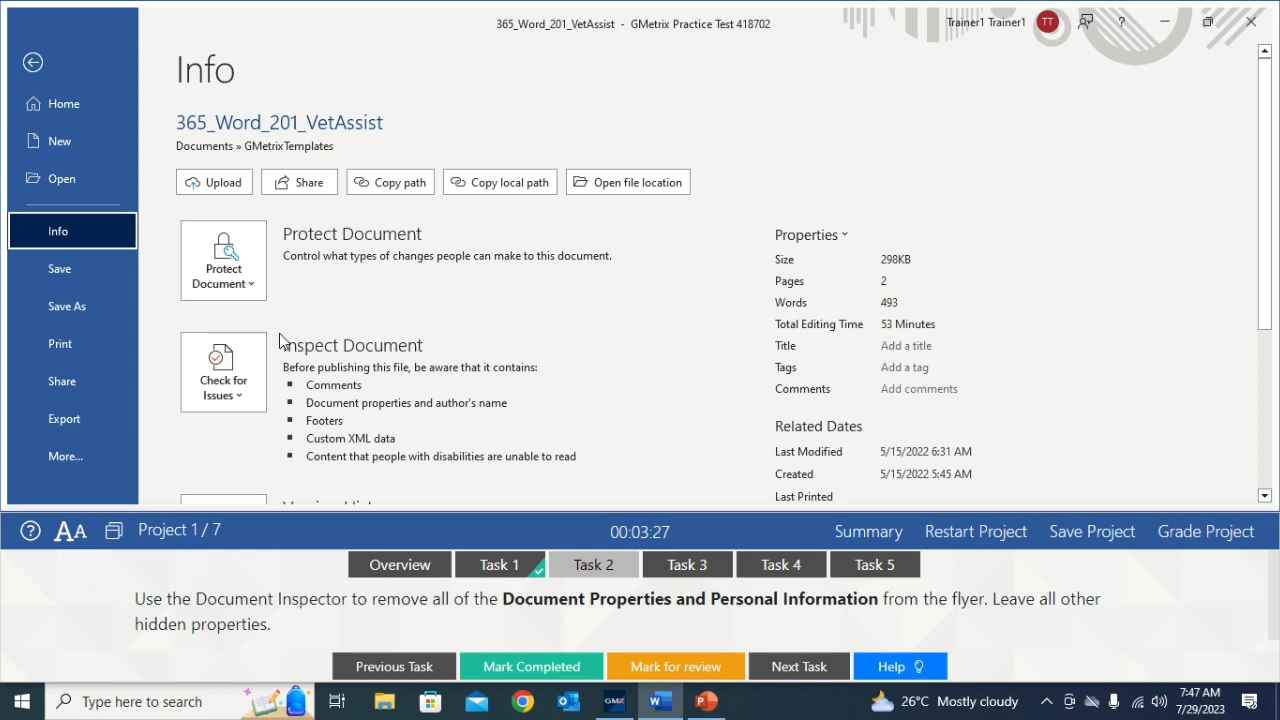 365_Word_201_VetAssist - GMetrix Practice Test 418702
Trainer1 Trainer1 TT ?
Info
365_Word_201_VetAssist
Documents » GMetrixTemplates
Home
New
Open
Info
Save
Save As
Print
Share
Export
More...
Upload Share Copy path Copy local path Open file location
Protect Document
Protect Document
Control what types of changes people can make to this document.
Check for Issues
Inspect Document
Before publishing this file, be aware that it contains:
Comments
Document properties and author's name
Footers
Custom XML data
Content that people with disabilities are unable to read
Properties
Size 298KB
Pages 2
Words 493
Total Editing Time 53 Minutes
Title Add a title
Tags Add a tag
Comments Add comments
Related Dates
Last Modified 5/15/2022 6:31 AM
Created 5/15/2022 5:45 AM
Last Printed
? AA Project 1 / 7 00:03:27 Summary Restart Project Save Project Grade Project
Overview Task 1 Task 2 Task 3 Task 4 Task 5
Use the Document Inspector to remove all of the Document Properties and Personal Information from the flyer. Leave all other
hidden properties.
Previous Task Mark Completed Mark for review Next Task Help
Type here to search GMX 26°C Mostly cloudy 7:47 AM
7/29/2023